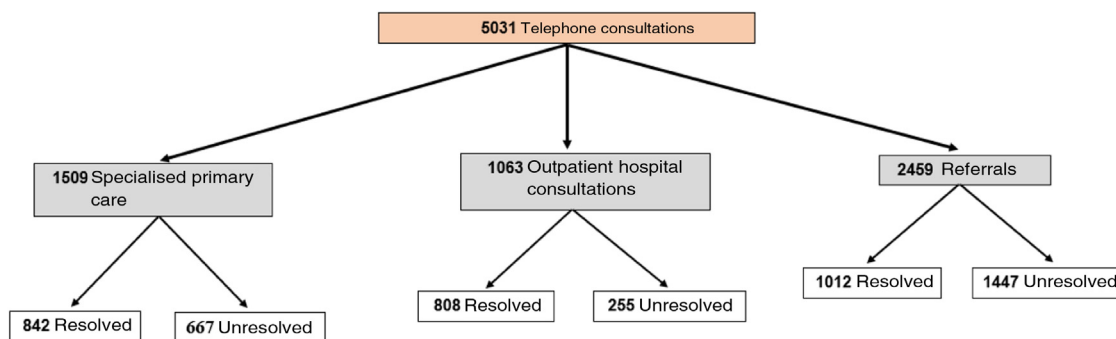 5031 Telephone consultations
1509 Specialised primary
care
1063 Outpatient hospital
consultations
2459 Referrals
842 Resolved
667 Unresolved
808 Resolved
255 Unresolved
1012 Resolved
1447 Unresolved